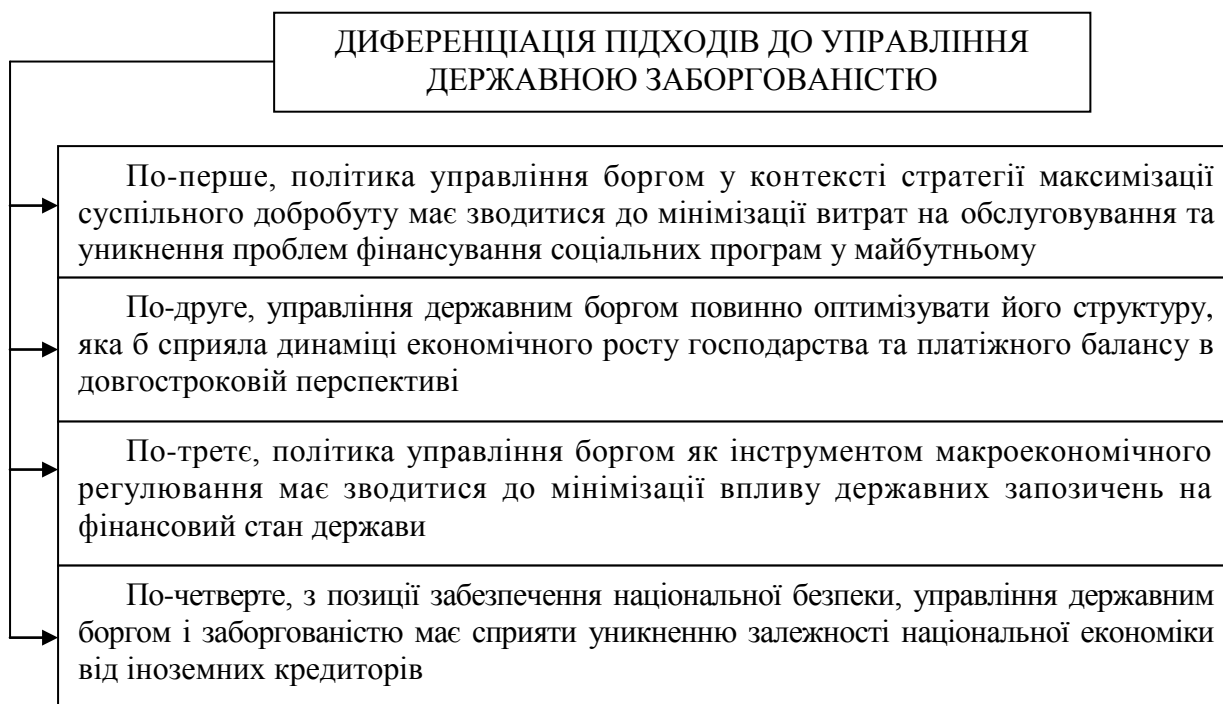 ДИФЕРЕНЦІАЦІЯ ПІДХОДІВ ДО УПРАВЛІННЯ
ДЕРЖАВНОЮ ЗАБОРГОВАНІСТЮ
По-перше, політика управління боргом у контексті стратегії максимізації
суспільного добробуту має зводитися до мінімізації витрат на обслуговування та
уникнення проблем фінансування соціальних програм у майбутньому
По-друге, управління державним боргом повинно оптимізувати його структуру,
яка б сприяла динаміці економічного росту господарства та платіжного балансу в
довгостроковій перспективі
По-третє, політика управління боргом як інструментом макроекономічного
регулювання має зводитися до мінімізації впливу державних запозичень на
фінансовий стан держави
По-четверте, з позиції забезпечення національної безпеки, управління державним
боргом і заборгованістю має сприяти уникненню залежності національної економіки
від іноземних кредиторів